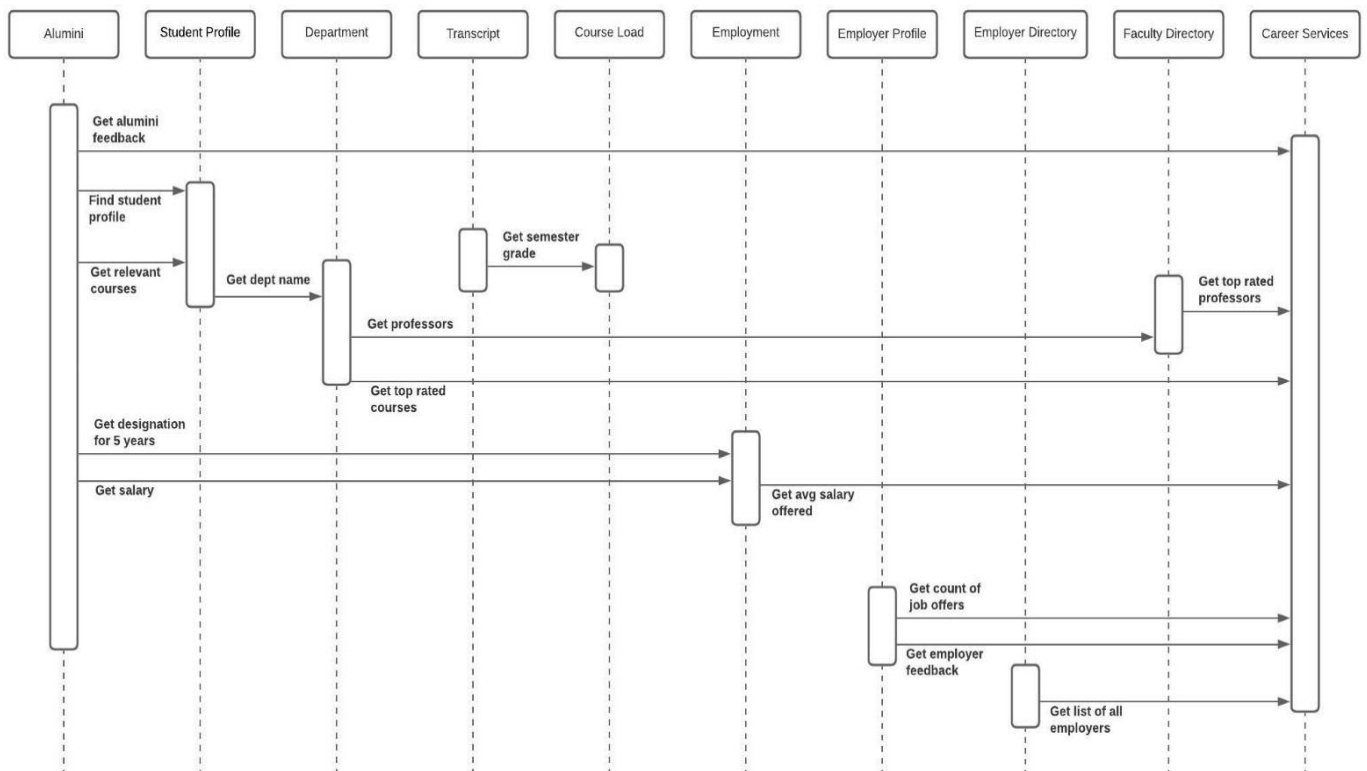 Alumini
Student Profile
Department
Transcript
Course Load
Employment
Employer Profile
Employer Directory
Faculty Directory
Career Services
Get alumini
feedback
Find student
profile
Get semester
grade
Get relevant
courses
Get dept name
Get top rated
professors
Get professors
Get top rated
courses
Get designation
for 5 years
Get salary
Get avg salary
offered
Get count of
job offers
Get employer
feedback
Get list of all
employers